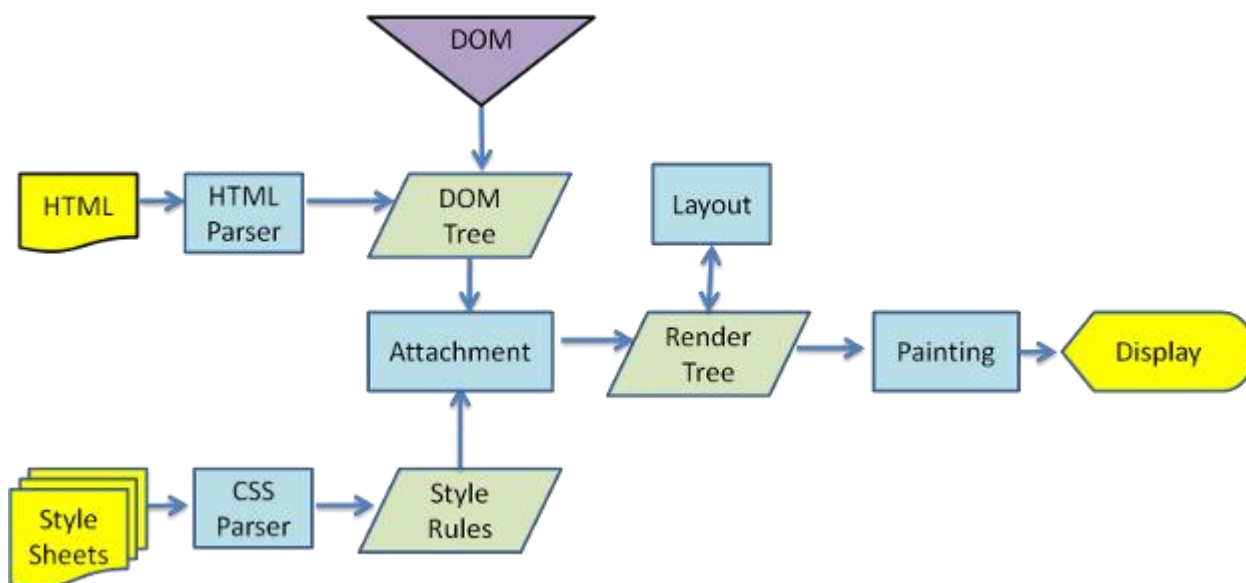 DOM
HTML
HTML
Parser
DOM
Tree
Layout
Attachment
Render
Tree
Painting
Display
Style
Sheets
CSS
Parser
Style
Rules